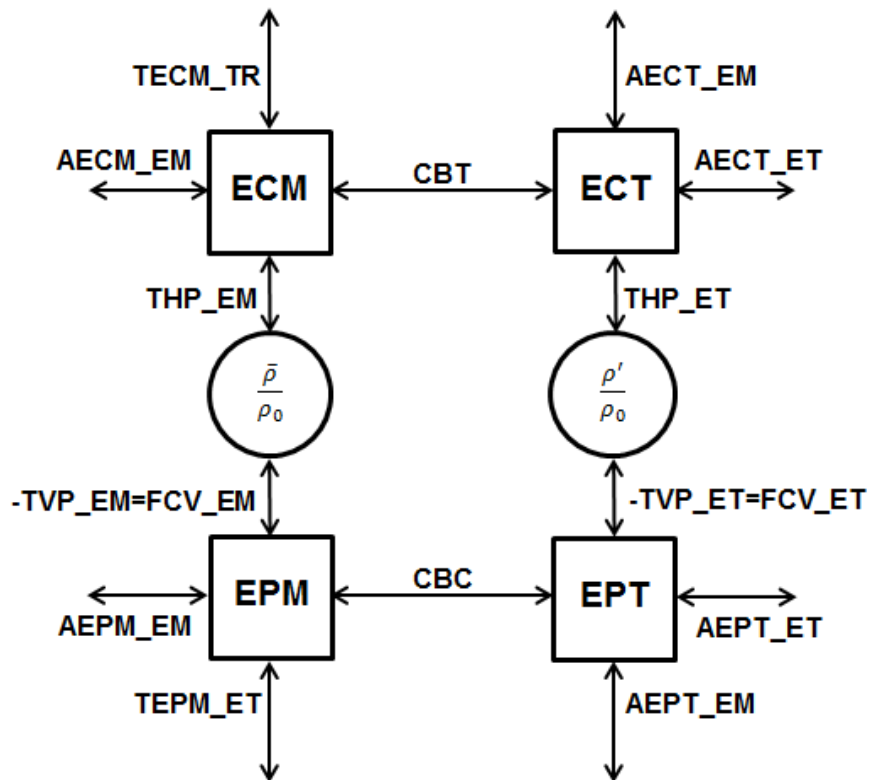 TECM_TR
AECT_EM
AECM_EM
CBT
AECT_ET
ECM
ECT
THP_EM
THP_ET
ρ̄
ρ₀
ρ′
ρ₀
-TVP_EM=FCV_EM
-TVP_ET=FCV_ET
CBC
EPM
EPT
AEPM_EM
AEPT_ET
TEPM_ET
AEPT_EM